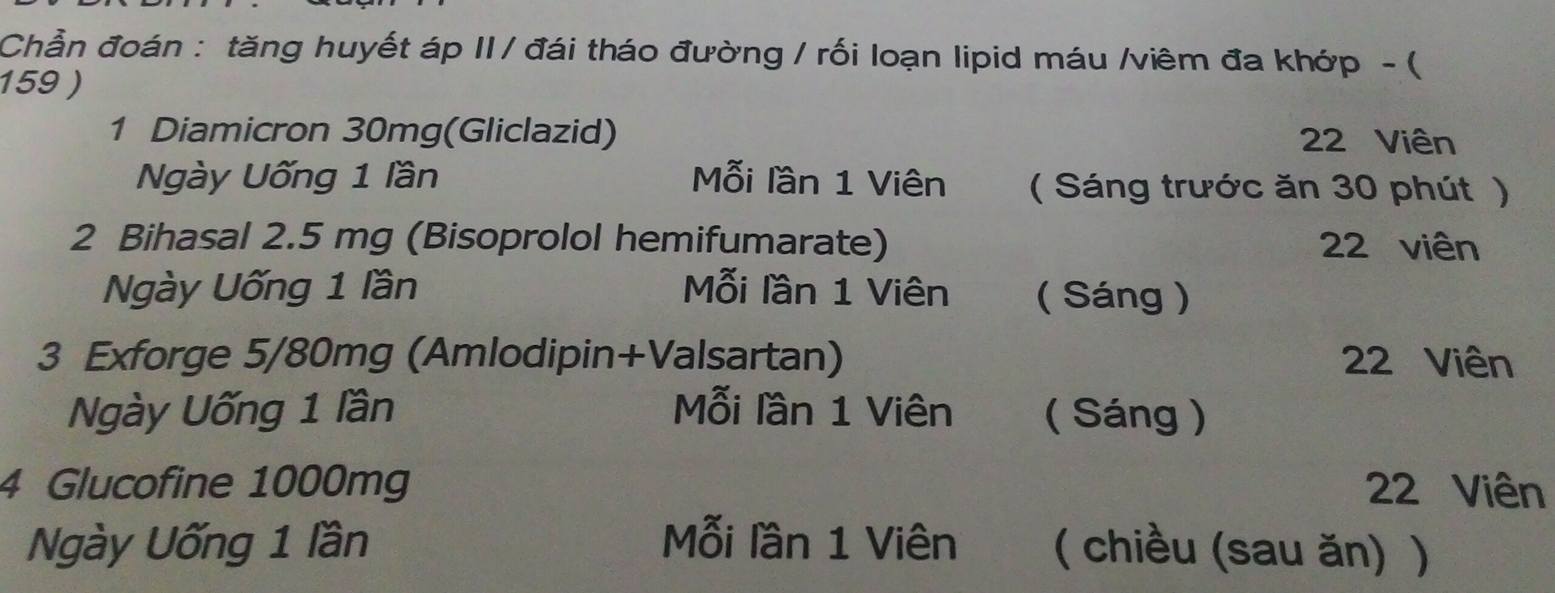 Chẩn đoán : tăng huyết áp II / đái tháo đường / rối loạn lipid máu /viêm đa khớp - (
159 )
1 Diamicron 30mg(Gliclazid) 22 Viên
Ngày Uống 1 lần Mỗi lần 1 Viên ( Sáng trước ăn 30 phút )
2 Bihasal 2.5 mg (Bisoprolol hemifumarate) 22 viên
Ngày Uống 1 lần Mỗi lần 1 Viên ( Sáng )
3 Exforge 5/80mg (Amlodipin+Valsartan) 22 Viên
Ngày Uống 1 lần Mỗi lần 1 Viên ( Sáng )
4 Glucofine 1000mg 22 Viên
Ngày Uống 1 lần Mỗi lần 1 Viên ( chiều (sau ăn) )